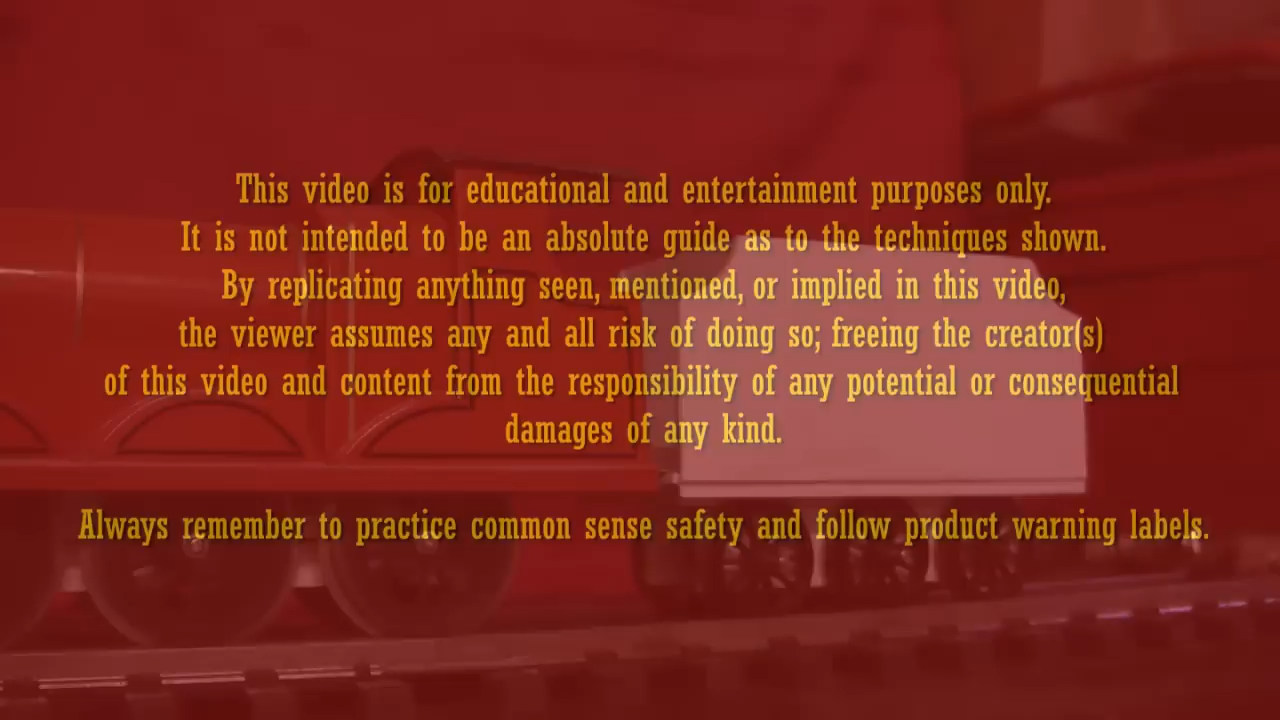 This video is for educational and entertainment purposes only.
It is not intended to be an absolute guide as to the techniques shown.
By replicating anything seen, mentioned, or implied in this video,
the viewer assumes any and all risk of doing so; freeing the creator(s)
of this video and content from the responsibility of any potential or consequential
damages of any kind.
Always remember to practice common sense safety and follow product warning labels.